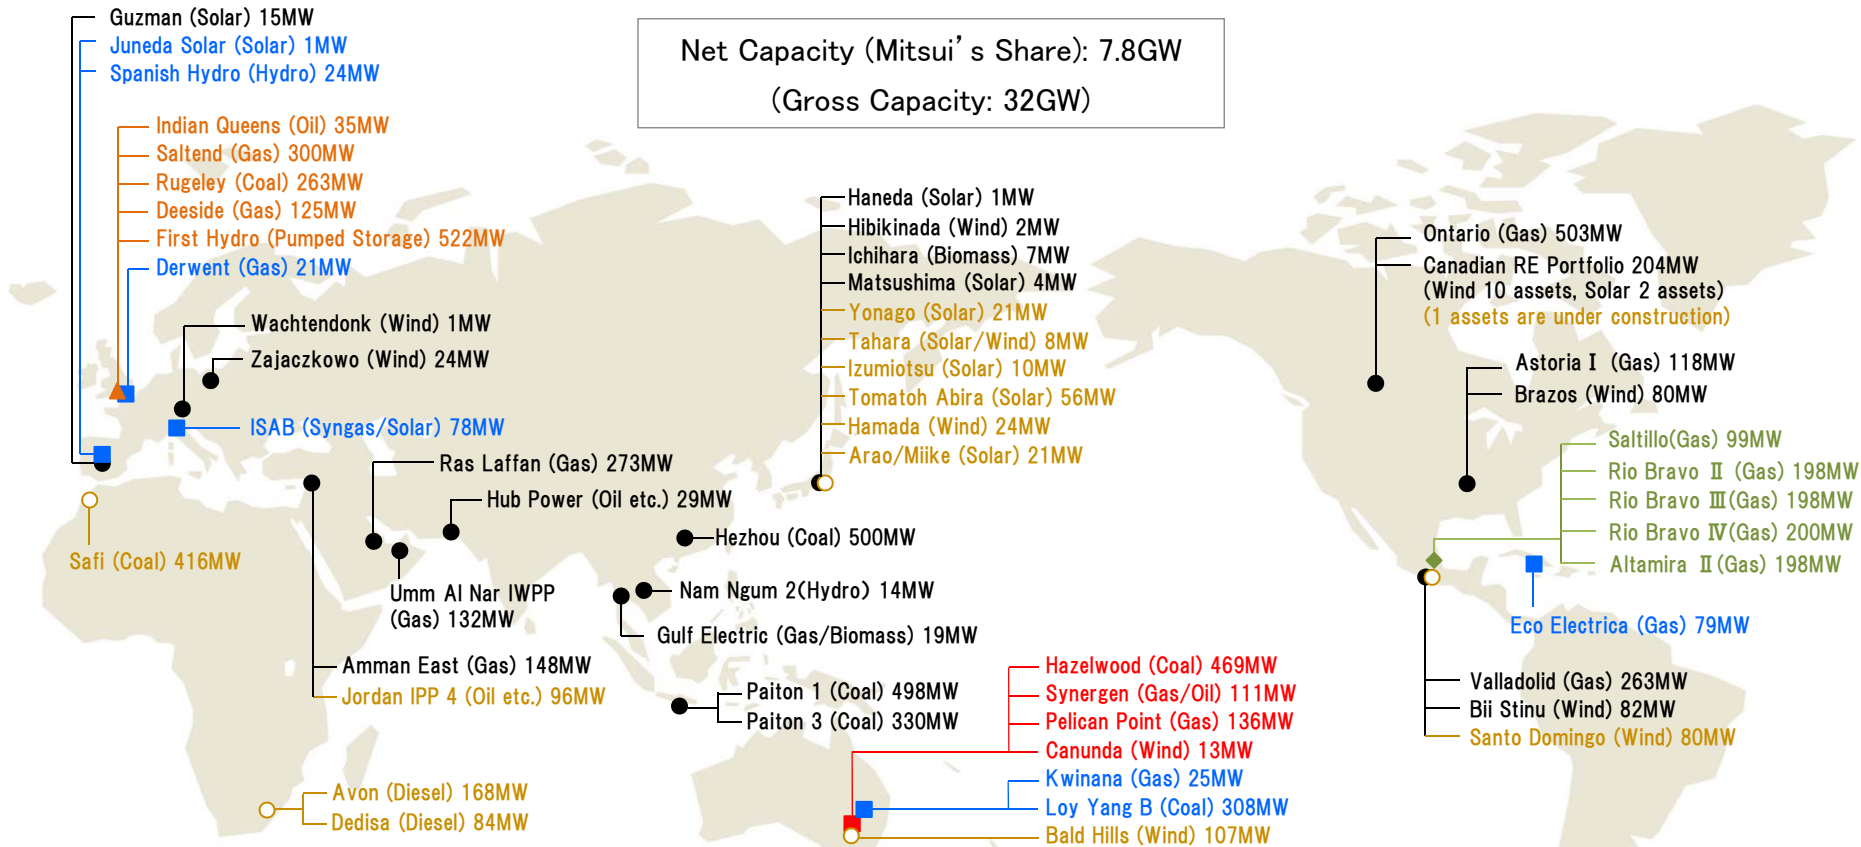 Guzman (Solar) 15MW
Juneda Solar (Solar) 1MW
Spanish Hydro (Hydro) 24MW
Net Capacity (Mitsui's Share): 7.8GW
(Gross Capacity: 32GW)
Indian Queens (Oil) 35MW
Saltend (Gas) 300MW
Rugeley (Coal) 263MW
Deeside (Gas) 125MW
First Hydro (Pumped Storage) 522MW
Derwent (Gas) 21MW
Wachtendonk (Wind) 1MW
Zajaczkowo (Wind) 24MW
ISAB (Syngas/Solar) 78MW
Ras Laffan (Gas) 273MW
Hub Power (Oil etc.) 29MW
Safi (Coal) 416MW
Umm Al Nar IWPP
(Gas) 132MW
Amman East (Gas) 148MW
Jordan IPP 4 (Oil etc.) 96MW
Avon (Diesel) 168MW
Dedisa (Diesel) 84MW
Haneda (Solar) 1MW
Hibikinada (Wind) 2MW
Ichihara (Biomass) 7MW
Matsushima (Solar) 4MW
Yonago (Solar) 21MW
Tahara (Solar/Wind) 8MW
Izumiotsu (Solar) 10MW
Tomatoh Abira (Solar) 56MW
Hamada (Wind) 24MW
Arao/Miike (Solar) 21MW
Hezhou (Coal) 500MW
Nam Ngum 2(Hydro) 14MW
Gulf Electric (Gas/Biomass) 19MW
Paiton 1 (Coal) 498MW
Paiton 3 (Coal) 330MW
Hazelwood (Coal) 469MW
Synergen (Gas/Oil) 111MW
Pelican Point (Gas) 136MW
Canunda (Wind) 13MW
Kwinana (Gas) 25MW
Loy Yang B (Coal) 308MW
Bald Hills (Wind) 107MW
Ontario (Gas) 503MW
Canadian RE Portfolio 204MW
(Wind 10 assets, Solar 2 assets)
(1 assets are under construction)
Astoria Ⅰ (Gas) 118MW
Brazos (Wind) 80MW
Saltillo(Gas) 99MW
Rio Bravo Ⅱ (Gas) 198MW
Rio Bravo Ⅲ(Gas) 198MW
Rio Bravo Ⅳ(Gas) 200MW
Altamira Ⅱ(Gas) 198MW
Eco Electrica (Gas) 79MW
Valladolid (Gas) 263MW
Bii Stinu (Wind) 82MW
Santo Domingo (Wind) 80MW